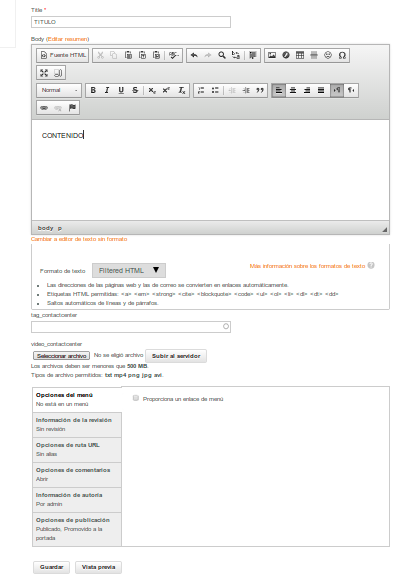 Title *
TITULO
Body (Editar resumen)
Fuente HTML
Normal
B I U S x₂ x² Iₓ
CONTENIDO
body p
Cambiar a editor de texto sin formato
Más información sobre los formatos de texto ?
Formato de texto Filtered HTML ▼
• Las direcciones de las páginas web y las de correo se convierten en enlaces automáticamente.
• Etiquetas HTML permitidas: <a> <em> <strong> <cite> <blockquote> <code> <ul> <ol> <li> <dl> <dt> <dd>
• Saltos automáticos de líneas y de párrafos.
tag_contactcenter
video_contactcenter
Seleccionar archivo No se eligió archivo Subir al servidor
Los archivos deben ser menores que 500 MB.
Tipos de archivo permitidos: txt mp4 png jpg avi.
Opciones del menú
No está en un menú
Proporciona un enlace de menú
Información de la revisión
Sin revisión
Opciones de ruta URL
Sin alias
Opciones de comentarios
Abrir
Información de autoría
Por admin
Opciones de publicación
Publicado, Promovido a la
portada
Guardar Vista previa